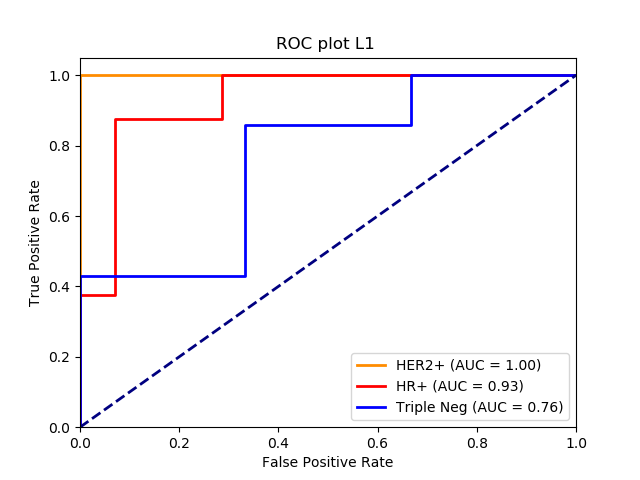 ROC plot L1
True Positive Rate
1.0
0.8
0.6
0.4
0.2
0.0
HER2+ (AUC = 1.00)
HR+ (AUC = 0.93)
Triple Neg (AUC = 0.76)
0.0 0.2 0.4 0.6 0.8 1.0
False Positive Rate